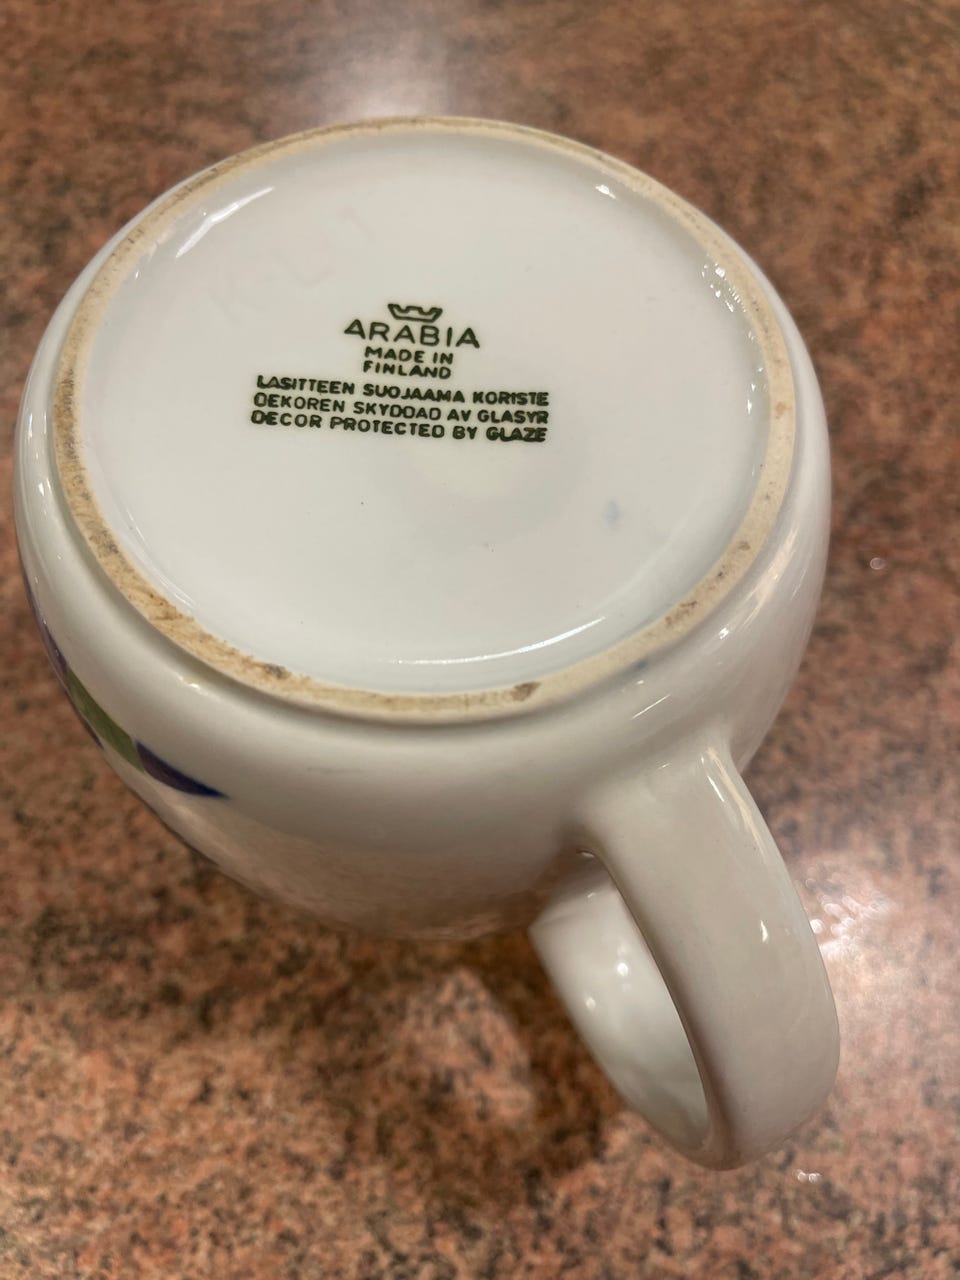 ARABIA
MADE IN
FINLAND
LASITTEEN SUOJAAMA KORISTE
DEKOREN SKYDDAD AV GLASYR
DECOR PROTECTED BY GLAZE